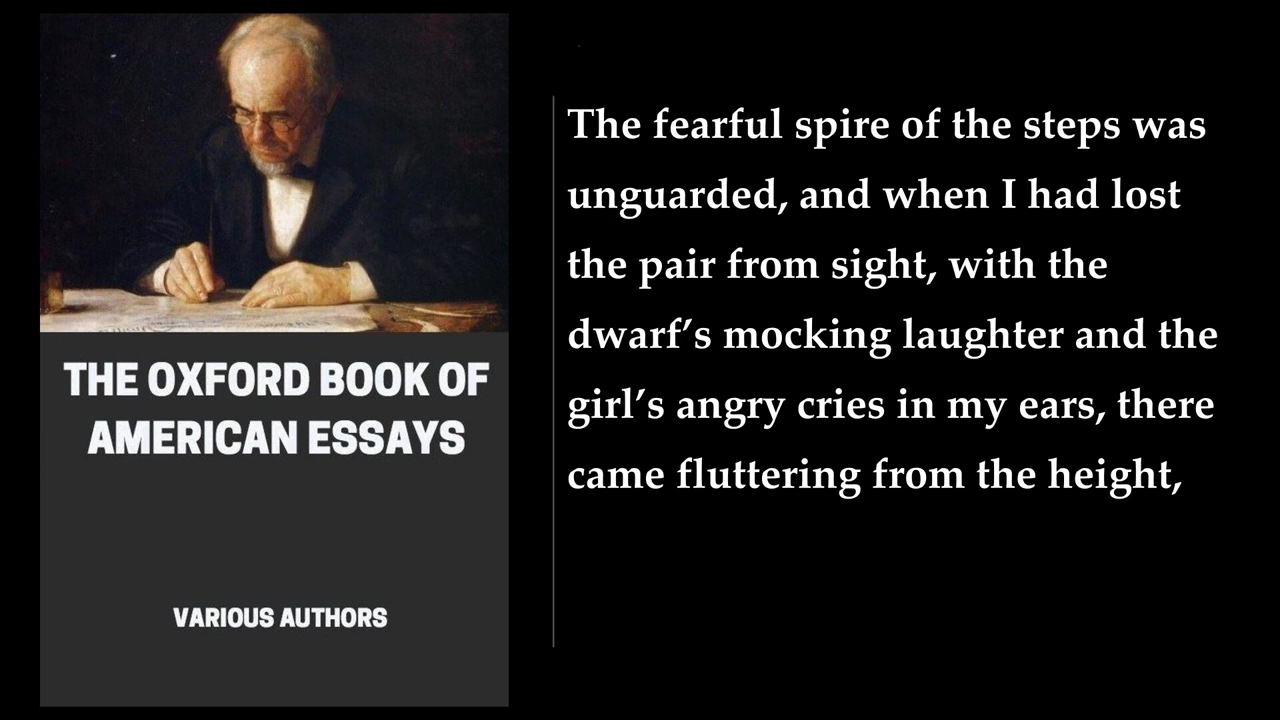 THE OXFORD BOOK OF
AMERICAN ESSAYS
VARIOUS AUTHORS
The fearful spire of the steps was
unguarded, and when I had lost
the pair from sight, with the
dwarf’s mocking laughter and the
girl’s angry cries in my ears, there
came fluttering from the height,